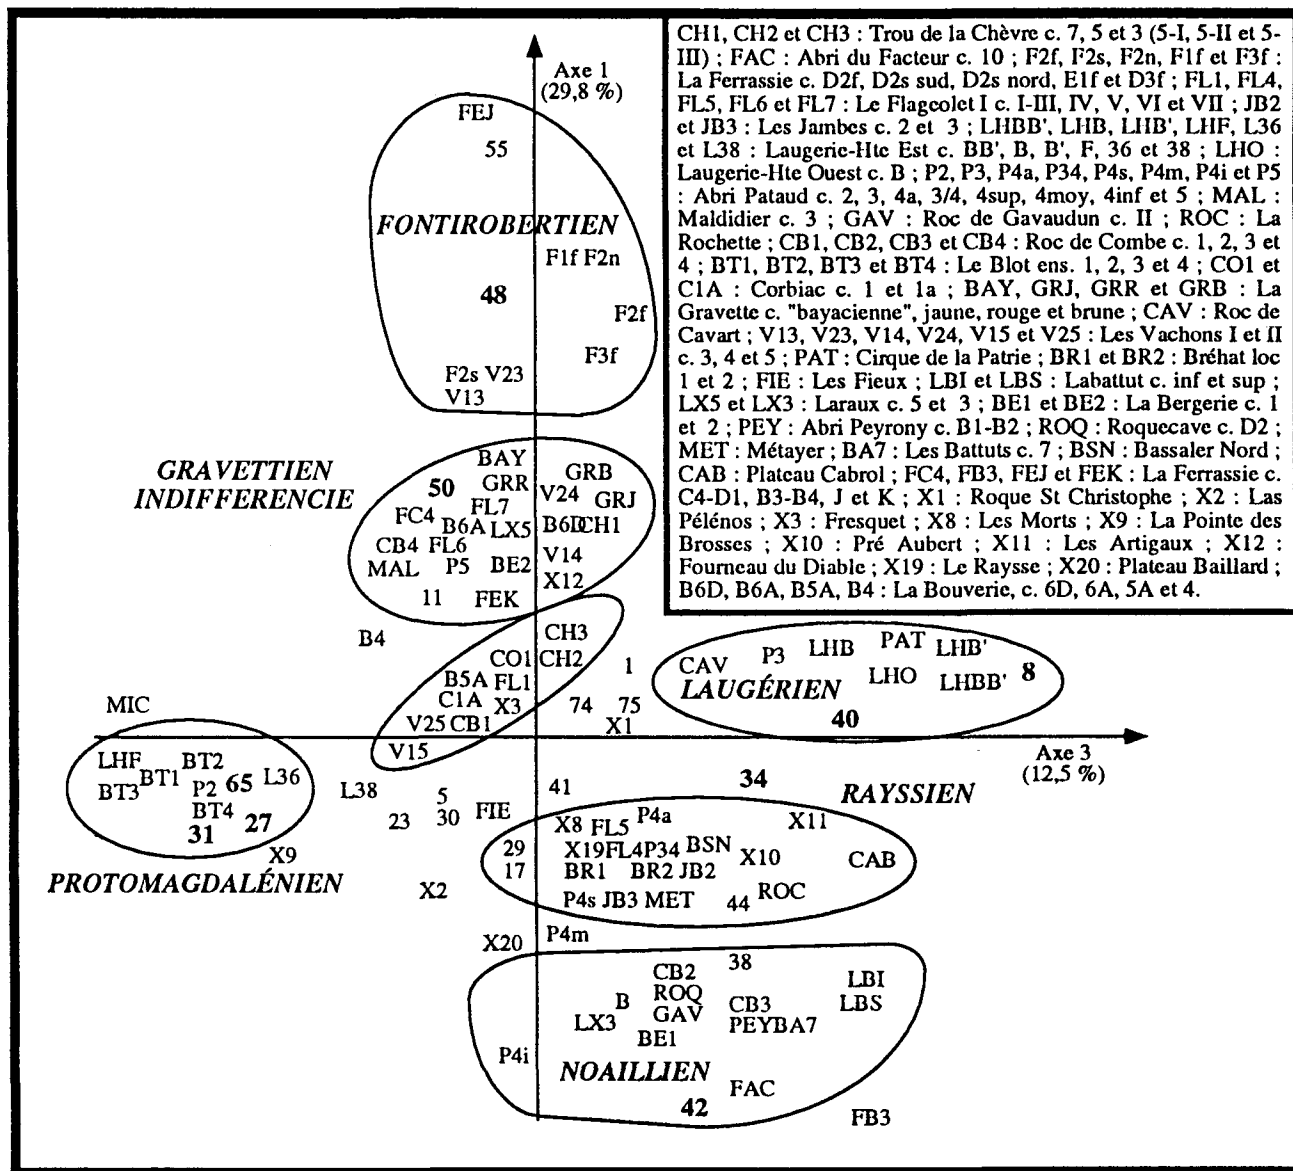 CH1, CH2 et CH3 : Trou de la Chèvre c. 7, 5 et 3 (5-I, 5-II et 5-
III) ; FAC : Abri du Facteur c. 10 ; F2f, F2s, F2n, F1f et F3f :
La Ferrassie c. D2f, D2s sud, D2s nord, E1f et D3f ; FL1, FL4,
FL5, FL6 et FL7 : Le Flageolet I c. I-III, IV, V, VI et VII ; JB2
et JB3 : Les Jambes c. 2 et 3 ; LHBB', LHB, LHB', LHF, L36
et L38 : Laugerie-Hte Est c. BB', B, B', F, 36 et 38 ; LHO :
Laugerie-Hte Ouest c. B ; P2, P3, P4a, P34, P4s, P4m, P4i et P5
: Abri Pataud c. 2, 3, 4a, 3/4, 4sup, 4moy, 4inf et 5 ; MAL :
Maldidier c. 3 ; GAV : Roc de Gavaudun c. II ; ROC : La
Rochette ; CB1, CB2, CB3 et CB4 : Roc de Combe c. 1, 2, 3 et
4 ; BT1, BT2, BT3 et BT4 : Le Blot ens. 1, 2, 3 et 4 ; CO1 et
C1A : Corbiac c. 1 et 1a ; BAY, GRJ, GRR et GRB : La
Gravette c. "bayacienne", jaune, rouge et brune ; CAV : Roc de
Cavart ; V13, V23, V14, V24, V15 et V25 : Les Vachons I et II
c. 3, 4 et 5 ; PAT : Cirque de la Patrie ; BR1 et BR2 : Bréhat loc
1 et 2 ; FIE : Les Fieux ; LBI et LBS : Labattut c. inf et sup ;
LX5 et LX3 : Laraux c. 5 et 3 ; BE1 et BE2 : La Bergerie c. 1
et 2 ; PEY : Abri Peyrony c. B1-B2 ; ROQ : Roquecave c. D2 ;
MET : Métayer ; BA7 : Les Battuts c. 7 ; BSN : Bassaler Nord ;
CAB : Plateau Cabrol ; FC4, FB3, FEJ et FEK : La Ferrassie c.
C4-D1, B3-B4, J et K ; X1 : Roque St Christophe ; X2 : Las
Pélénos ; X3 : Fresquet ; X8 : Les Morts ; X9 : La Pointe des
Brosses ; X10 : Pré Aubert ; X11 : Les Artigaux ; X12 :
Fourneau du Diable ; X19 : Le Raysse ; X20 : Plateau Baillard ;
B6D, B6A, B5A, B4 : La Bouverie, c. 6D, 6A, 5A et 4.
Axe 1
(29,8 %)
FEJ
55
FONTIROBERTIEN
F1f F2n
48
F2f
F3f
F2s V23
V13
GRAVETTIEN
INDIFFERENCIE
BAY
GRB
50 GRR
V24 GRJ
FL7
FC4
B6A LX5 B6D CH1
CB4 FL6
V14
MAL P5 BE2
X12
11 FEK
B4
CH3
CO1 CH2
1
B5A FL1
C1A X3
74 75
V25 CB1
X1
V15
CAV P3 LHB PAT LHB'
LHO LHBB' 8
LAUGÉRIEN
40
Axe 3
(12,5 %)
MIC
LHF BT2
BT1 65 L36
BT3 P2
BT4
31 27
X9
PROTOMAGDALÉNIEN
L38
5
23 30 FIE
41
34
RAYSSIEN
X8 FL5 P4a X11
29 X19 FL4 P34 BSN X10 CAB
17 BR1 BR2 JB2
ROC
P4s JB3 MET 44
X2
X20 P4m
38
CB2
LBI
ROQ
B CB3 LBS
GAV
LX3 PEY BA7
BE1
P4i
NOAILLIEN
FAC
42
FB3